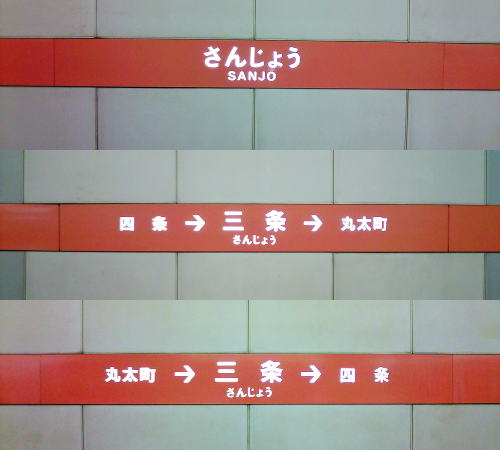 さんじょう
SANJO
四条 → 三条 → 丸太町
さんじょう
丸太町 → 三条 → 四条
さんじょう